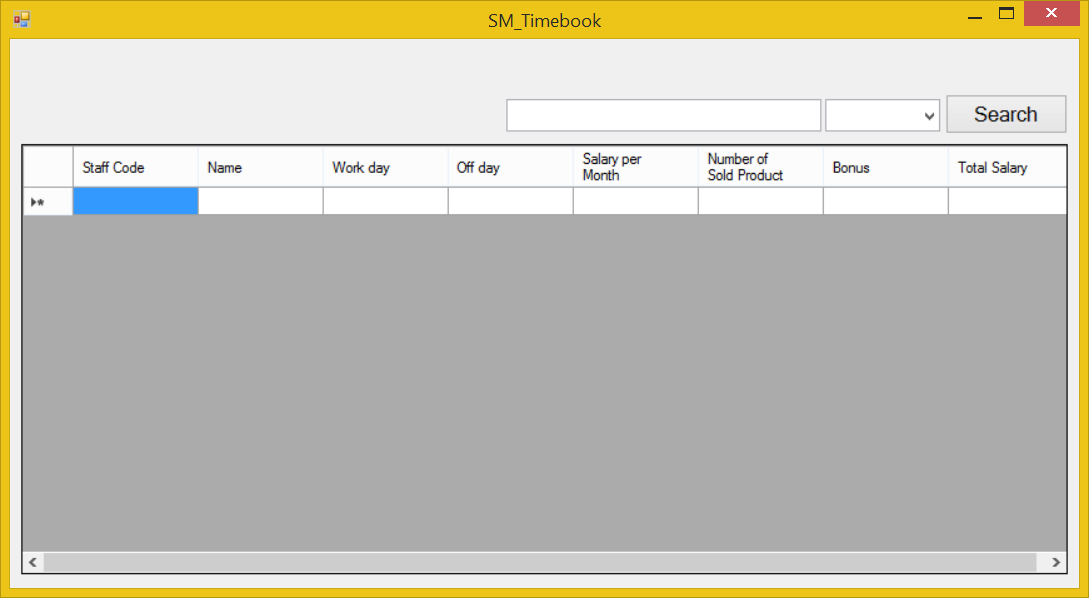 SM_Timebook
Search
Staff Code
Name
Work day
Off day
Salary per
Month
Number of
Sold Product
Bonus
Total Salary